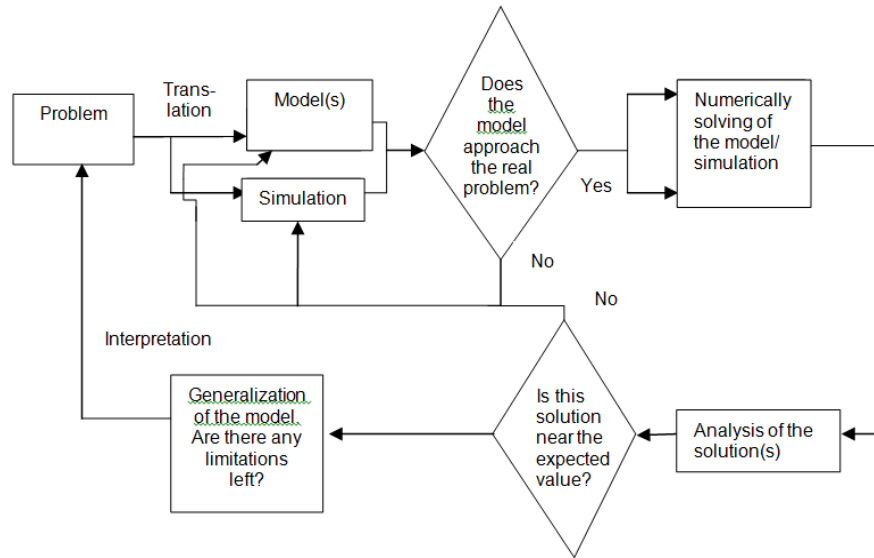 Problem
Trans-
lation
Model(s)
Simulation
Does
the
model
approach
the real
problem?
Yes
No
Numerically
solving of
the model/
simulation
No
Interpretation
Generalization
of the model.
Are there any
limitations
left?
Is this
solution
near the
expected
value?
Analysis of the
solution(s)